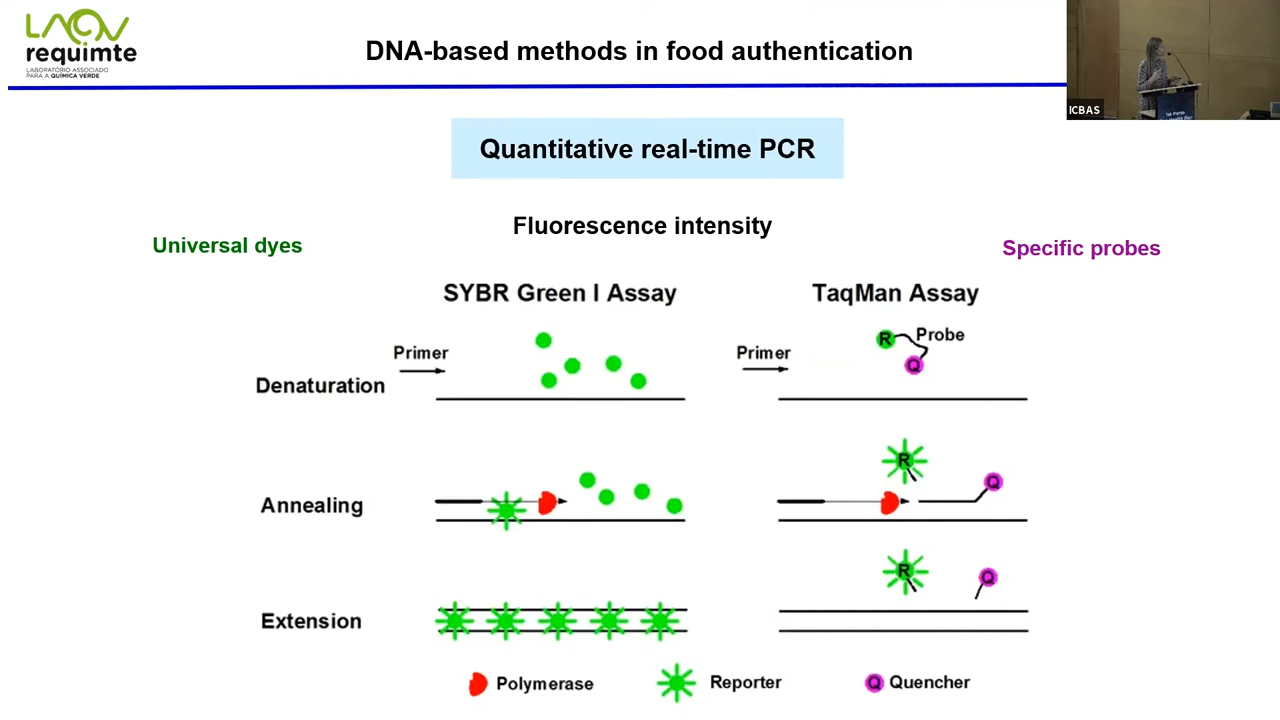 LAQV
requimte
LABORATÓRIO ASSOCIADO
PARA A QUÍMICA VERDE
DNA-based methods in food authentication
ICBAS
Quantitative real-time PCR
Fluorescence intensity
Universal dyes
Specific probes
SYBR Green I Assay
TaqMan Assay
Primer
Primer
R
Probe
Q
Denaturation
R
Q
Annealing
R
Q
Extension
Polymerase
Reporter
Q
Quencher